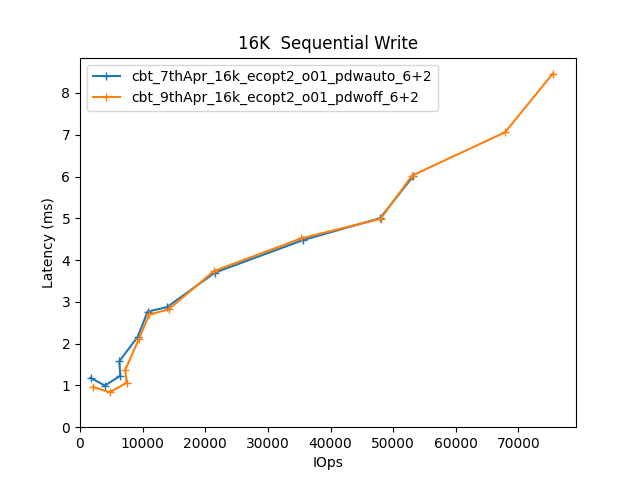 16K  Sequential Write
cbt_7thApr_16k_ecopt2_o01_pdwauto_6+2
cbt_9thApr_16k_ecopt2_o01_pdwoff_6+2
Latency (ms)
8
7
6
5
4
3
2
1
0
0 10000 20000 30000 40000 50000 60000 70000
IOps